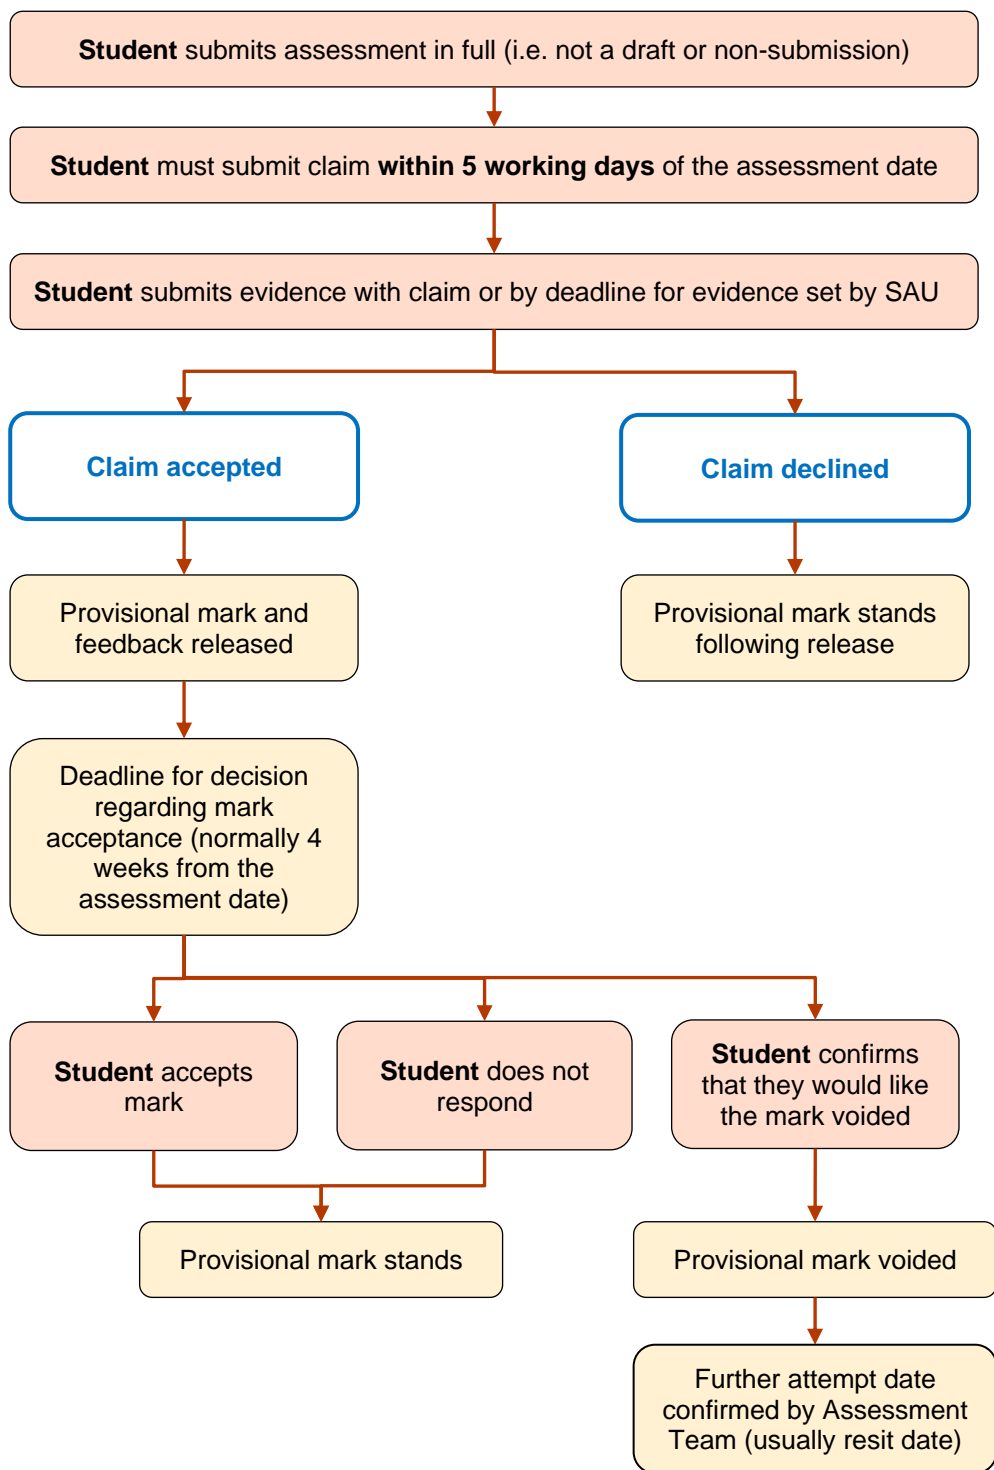 Student submits assessment in full (i.e. not a draft or non-submission)
Student must submit claim within 5 working days of the assessment date
Student submits evidence with claim or by deadline for evidence set by SAU
Claim accepted
Claim declined
Provisional mark and
feedback released
Provisional mark stands
following release
Deadline for decision
regarding mark
acceptance (normally 4
weeks from the
assessment date)
Student accepts
mark
Student does not
respond
Student confirms
that they would like
the mark voided
Provisional mark stands
Provisional mark voided
Further attempt date
confirmed by Assessment
Team (usually resit date)